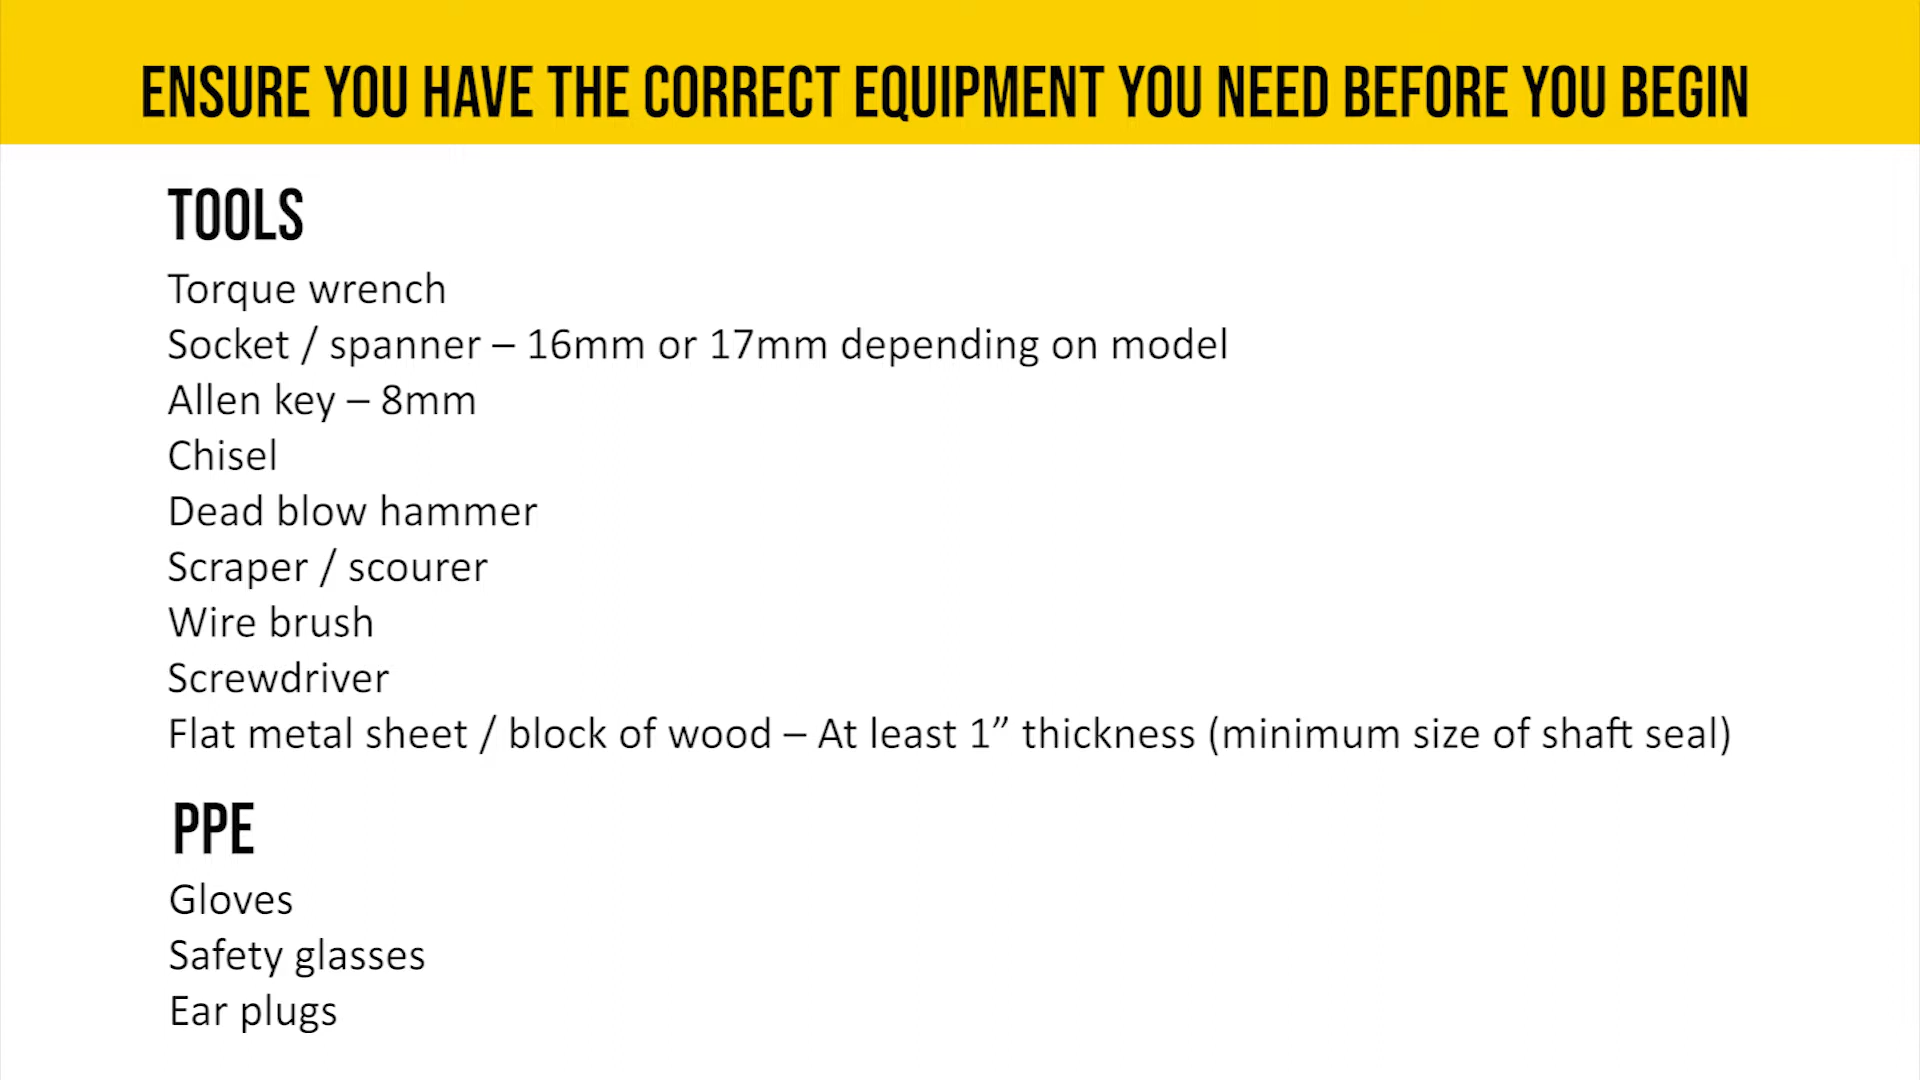 ENSURE YOU HAVE THE CORRECT EQUIPMENT YOU NEED BEFORE YOU BEGIN
TOOLS
Torque wrench
Socket / spanner – 16mm or 17mm depending on model
Allen key – 8mm
Chisel
Dead blow hammer
Scraper / scourer
Wire brush
Screwdriver
Flat metal sheet / block of wood – At least 1” thickness (minimum size of shaft seal)
PPE
Gloves
Safety glasses
Ear plugs